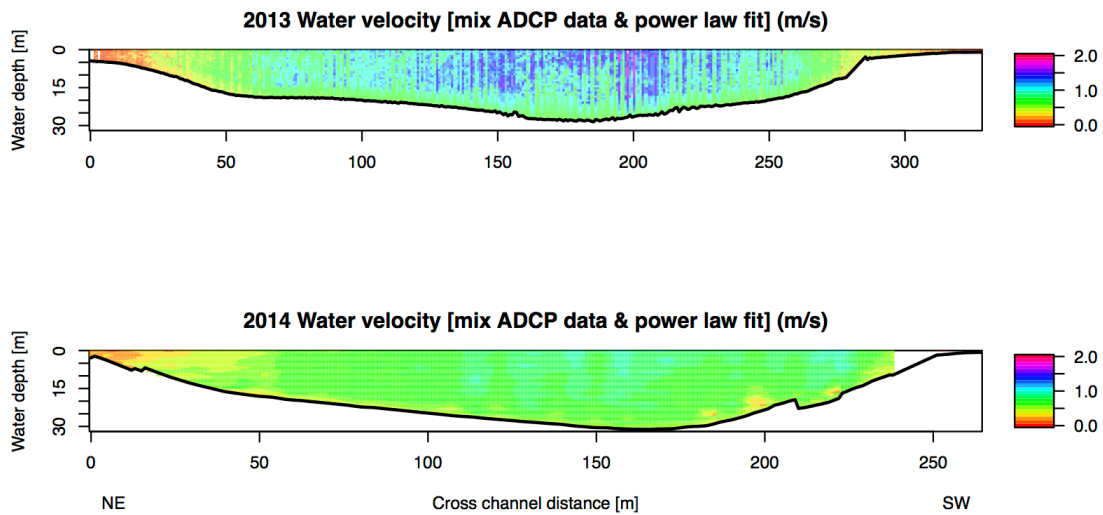 2013 Water velocity [mix ADCP data & power law fit] (m/s)
Water depth [m]
0
15
30
0 50 100 150 200 250 300
2.0
1.0
0.0
2014 Water velocity [mix ADCP data & power law fit] (m/s)
Water depth [m]
0
15
30
0 50 100 150 200 250
2.0
1.0
0.0
NE Cross channel distance [m] SW